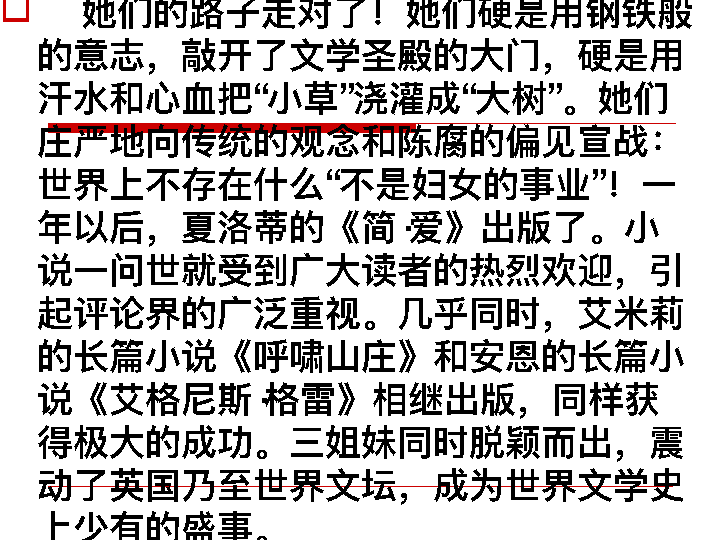 她们的路子走对了！她们硬是用钢铁般
的意志，敲开了文学圣殿的大门，硬是用
汗水和心血把“小草”浇灌成“大树”。她们
庄严地向传统的观念和陈腐的偏见宣战：
世界上不存在什么“不是妇女的事业”！一
年以后，夏洛蒂的《简·爱》出版了。小
说一问世就受到广大读者的热烈欢迎，引
起评论界的广泛重视。几乎同时，艾米莉
的长篇小说《呼啸山庄》和安恩的长篇小
说《艾格尼斯·格雷》相继出版，同样获
得极大的成功。三姐妹同时脱颖而出，震
动了英国乃至世界文坛，成为世界文学史
上少有的盛事。